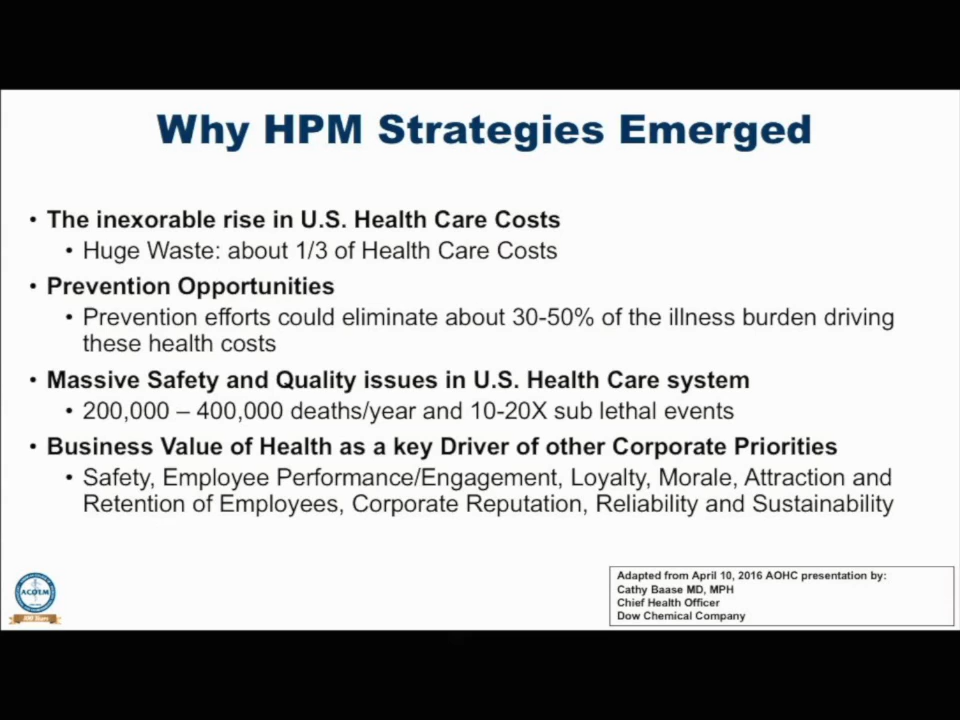 Why HPM Strategies Emerged
• The inexorable rise in U.S. Health Care Costs
• Huge Waste: about 1/3 of Health Care Costs
• Prevention Opportunities
• Prevention efforts could eliminate about 30-50% of the illness burden driving
these health costs
• Massive Safety and Quality issues in U.S. Health Care system
• 200,000 – 400,000 deaths/year and 10-20X sub lethal events
• Business Value of Health as a key Driver of other Corporate Priorities
• Safety, Employee Performance/Engagement, Loyalty, Morale, Attraction and
Retention of Employees, Corporate Reputation, Reliability and Sustainability
ACOEM
100 Years
Adapted from April 10, 2016 AOHC presentation by:
Cathy Baase MD, MPH
Chief Health Officer
Dow Chemical Company